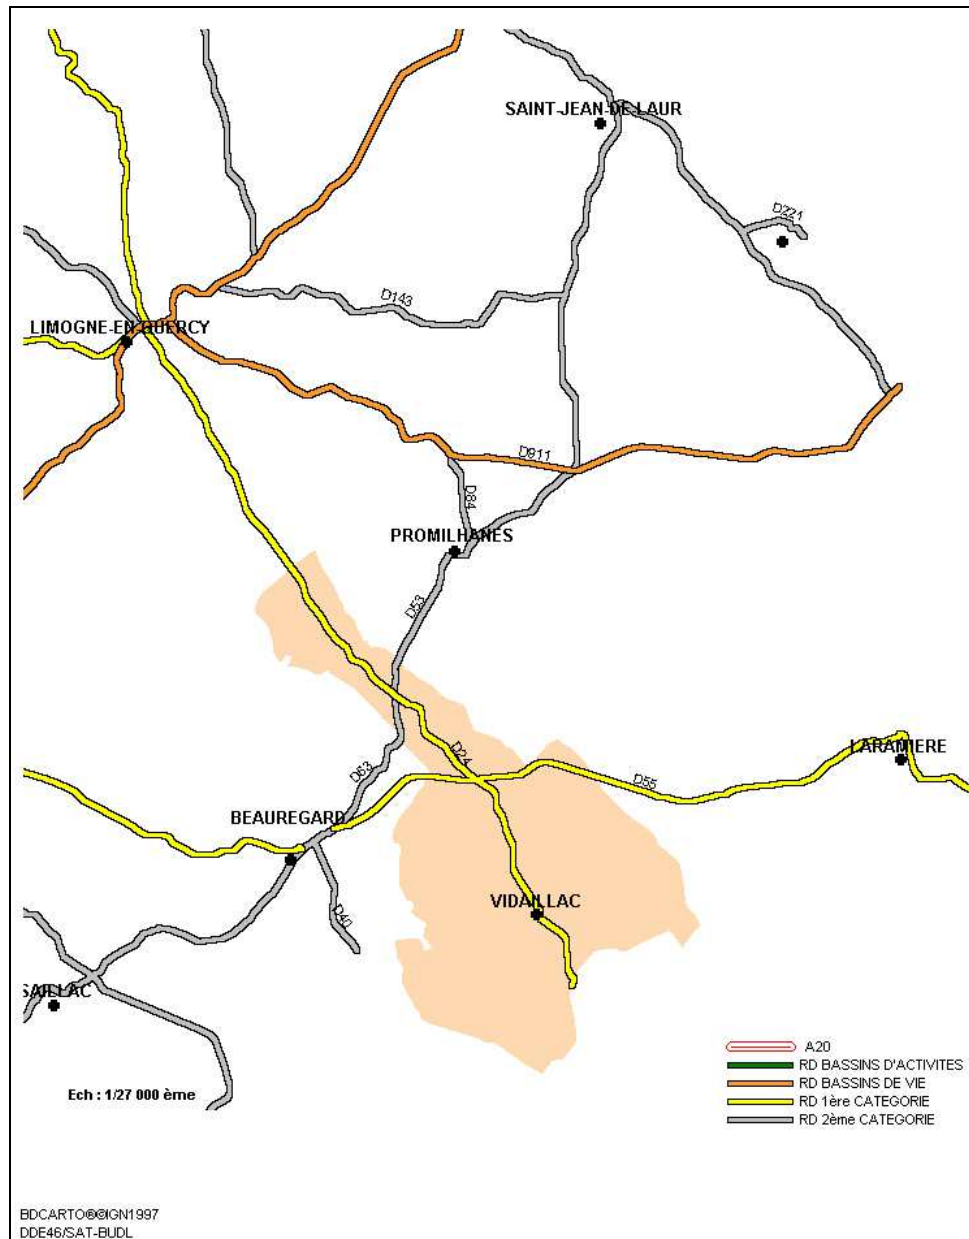 SAINT-JEAN-DE-LAUR
D221
D143
LIMOGNE-EN-QUERCY
D911
D84
PROMILHANES
D53
D24
D53
LARAMIERE
D55
BEAUREGARD
VIDAILLAC
D40
SAILLAC
A20
RD BASSINS D'ACTIVITES
RD BASSINS DE VIE
RD 1ère CATEGORIE
RD 2ème CATEGORIE
Ech : 1/27 000 ème
BDCARTO®©IGN1997
DDE46/SAT-BUDL